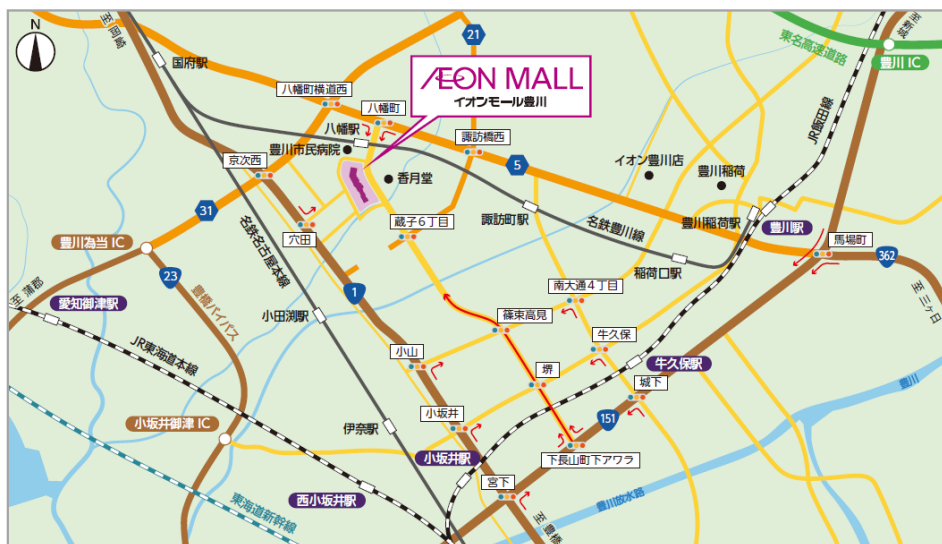 N
至 岡崎
国府駅
21
八幡町横道西
八幡町
八幡駅
ÆON MALL
イオンモール豊川
東名高速道路
至 新城
豊川 IC
JR飯田線
豊川市民病院
京次西
香月堂
諏訪橋西
5
イオン豊川店
豊川稲荷
31
名鉄名古屋本線
穴田
蔵子6丁目
諏訪町駅
名鉄豊川線
豊川稲荷駅
豊川駅
馬場町
362
至 三ケ日
豊川為当 IC
23
至 蒲郡
豊橋バイパス
愛知御津駅
1
稲荷口駅
南大通4丁目
小田渕駅
篠束高見
牛久保
JR東海道本線
小山
牛久保駅
堺
城下
豊川
小坂井御津 IC
伊奈駅
小坂井
151
小坂井駅
下長山町下アワラ
西小坂井駅
宮下
豊川放水路
東海道新幹線
至 豊橋